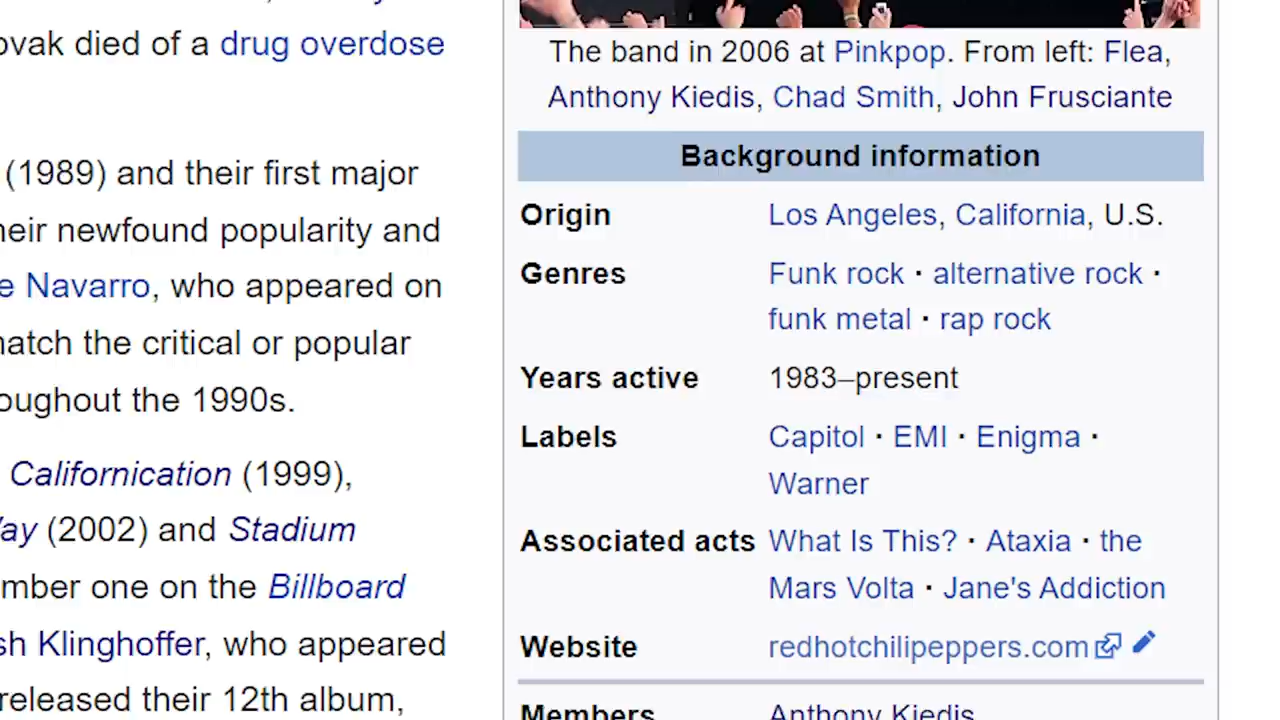 ovak died of a drug overdose
(1989) and their first major
heir newfound popularity and
e Navarro, who appeared on
match the critical or popular
oughout the 1990s.
Californication (1999),
Way (2002) and Stadium
mber one on the Billboard
sh Klinghoffer, who appeared
released their 12th album,
The band in 2006 at Pinkpop. From left: Flea,
Anthony Kiedis, Chad Smith, John Frusciante
Background information
Origin Los Angeles, California, U.S.
Genres Funk rock · alternative rock ·
funk metal · rap rock
Years active 1983–present
Labels Capitol · EMI · Enigma ·
Warner
Associated acts What Is This? · Ataxia · the
Mars Volta · Jane's Addiction
Website redhotchilipeppers.com
Members Anthony Kiedis